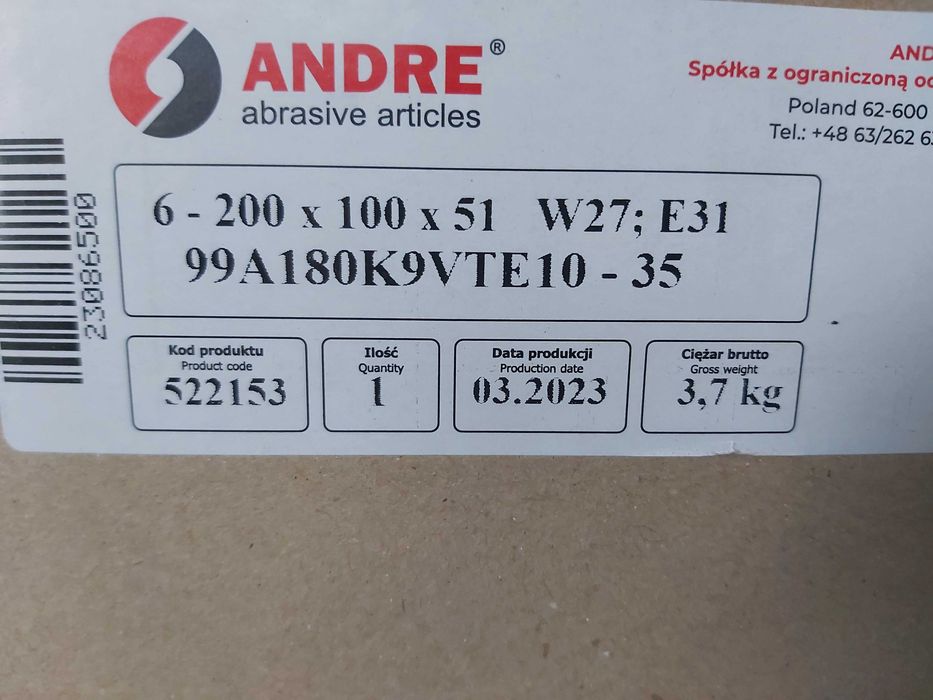 ANDRE®
abrasive articles
Spółka z ograniczoną
Poland 62-600
Tel.: +48 63/262
23086500
6 - 200 x 100 x 51 W27; E31
99A180K9VTE10 - 35
Kod produktu
Product code
522153
Ilość
Quantity
1
Data produkcji
Production date
03.2023
Ciężar brutto
Gross weight
3,7 kg